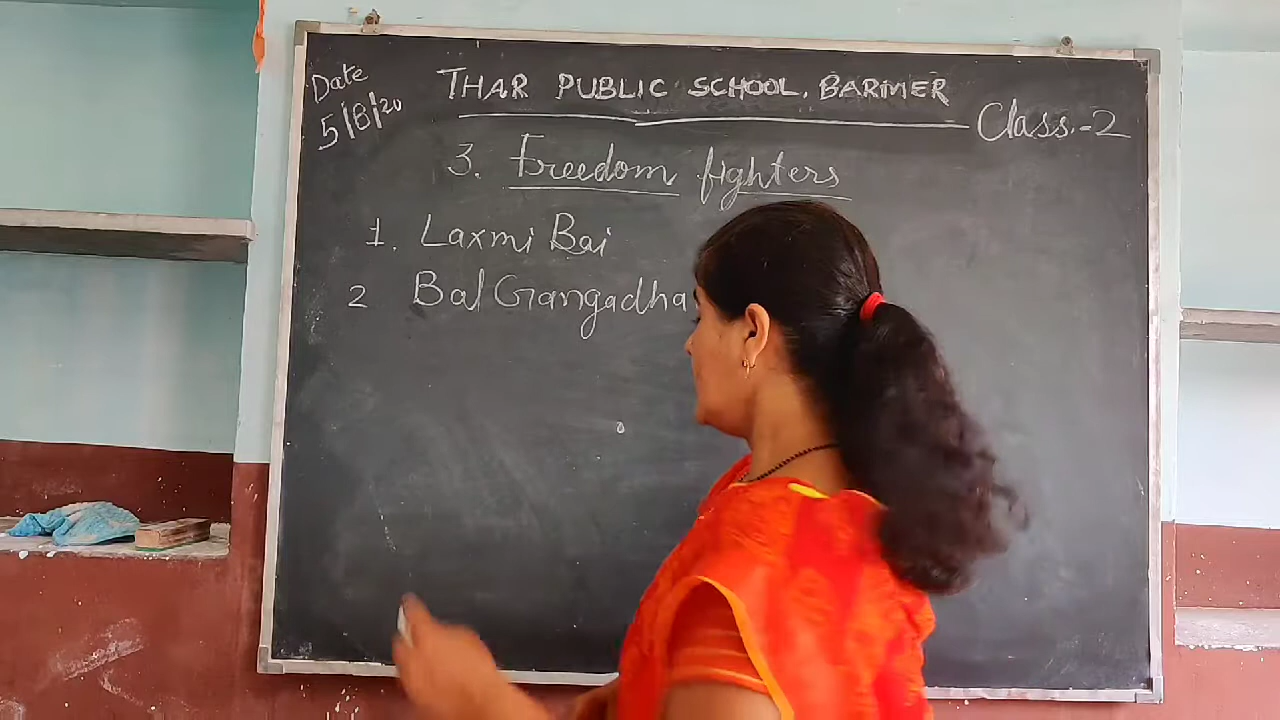 Date
5/8/20
THAR PUBLIC SCHOOL, BARMER
Class.-2
3. Freedom fighters
1. Laxmi Bai
2 Bal Gangadha